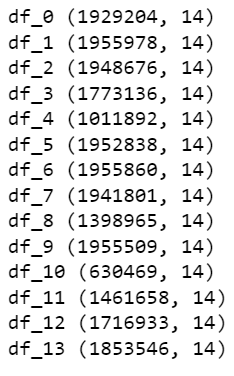 df_0 (1929204, 14)
df_1 (1955978, 14)
df_2 (1948676, 14)
df_3 (1773136, 14)
df_4 (1011892, 14)
df_5 (1952838, 14)
df_6 (1955860, 14)
df_7 (1941801, 14)
df_8 (1398965, 14)
df_9 (1955509, 14)
df_10 (630469, 14)
df_11 (1461658, 14)
df_12 (1716933, 14)
df_13 (1853546, 14)